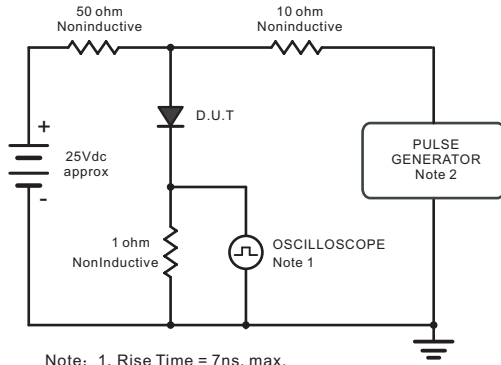 50 ohm
Noninductive
10 ohm
Noninductive
D.U.T
+
25Vdc
approx
-
PULSE
GENERATOR
Note 2
1 ohm
NonInductive
OSCILLOSCOPE
Note 1
Note: 1. Rise Time = 7ns, max.